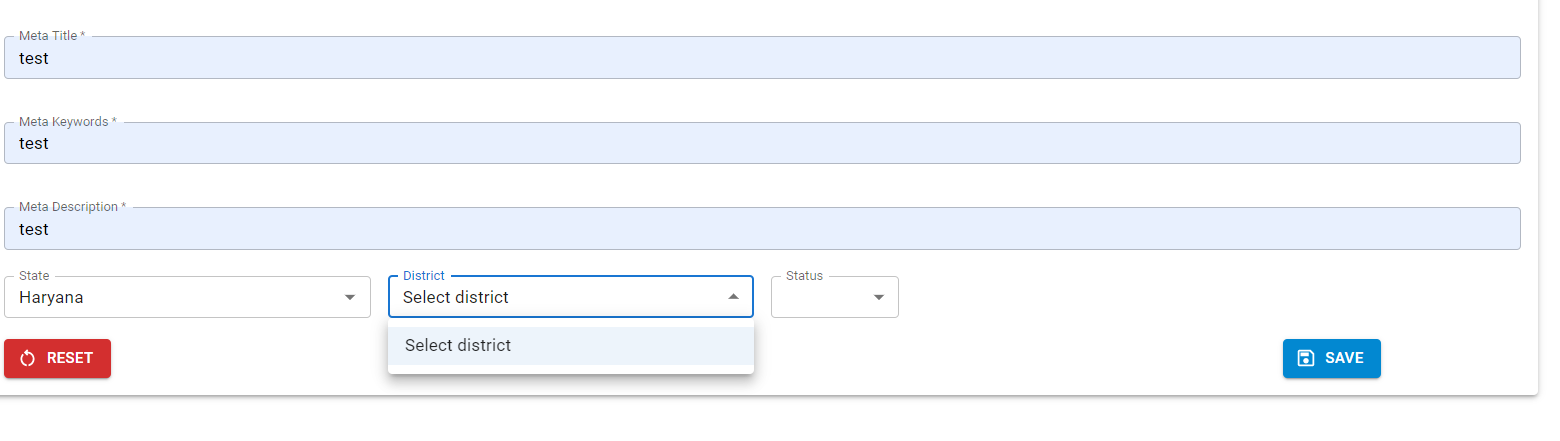 Meta Title *
test
Meta Keywords *
test
Meta Description *
test
State
Haryana
District
Select district
Status
Select district
RESET
SAVE